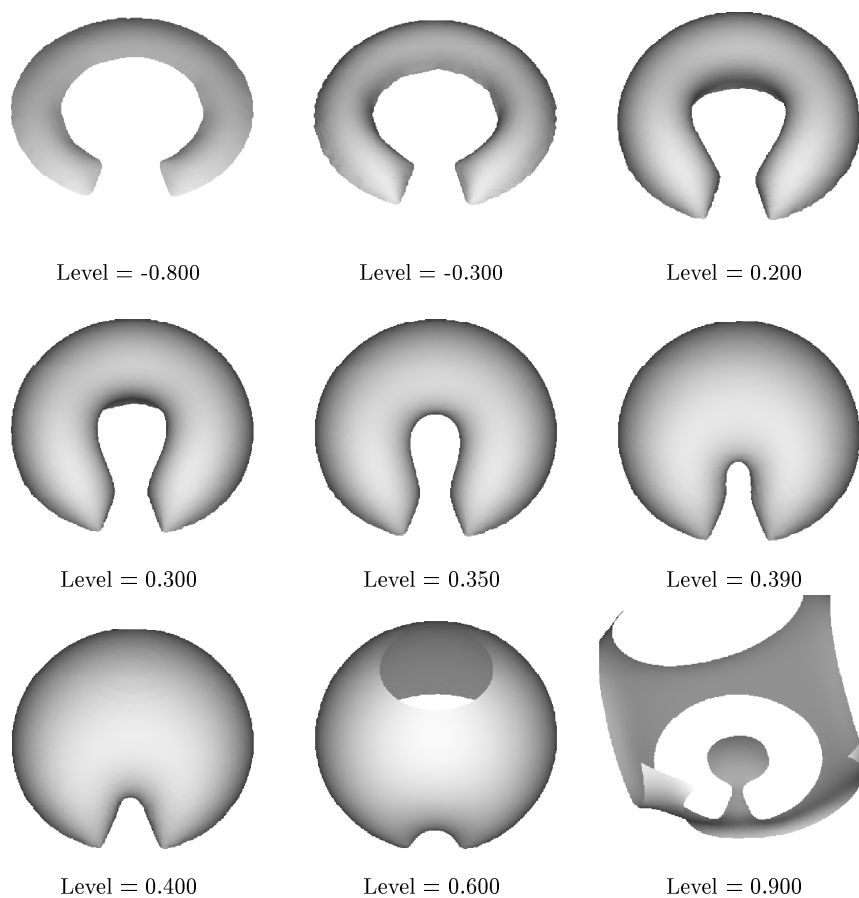 Level = -0.800
Level = -0.300
Level = 0.200
Level = 0.300
Level = 0.350
Level = 0.390
Level = 0.400
Level = 0.600
Level = 0.900